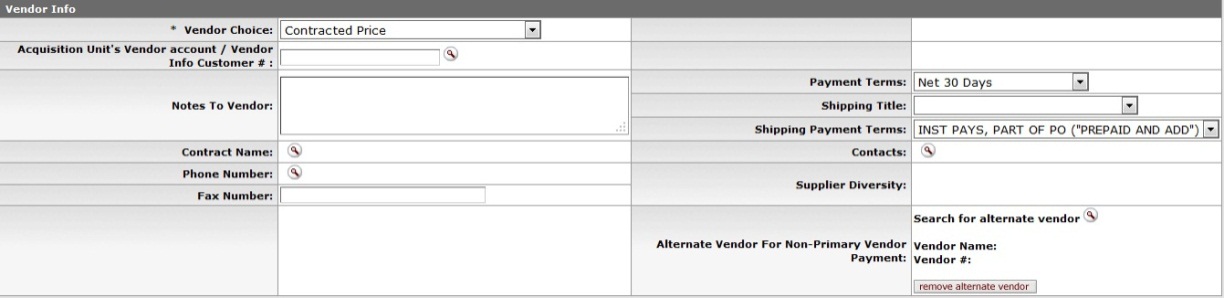 Vendor Info
* Vendor Choice: Contracted Price
Acquisition Unit's Vendor account / Vendor
Info Customer # :
Notes To Vendor:
Payment Terms: Net 30 Days
Shipping Title:
Shipping Payment Terms: INST PAYS, PART OF PO ("PREPAID AND ADD")
Contract Name:
Contacts:
Phone Number:
Supplier Diversity:
Fax Number:
Alternate Vendor For Non-Primary Vendor
Payment:
Search for alternate vendor
Vendor Name:
Vendor #:
remove alternate vendor